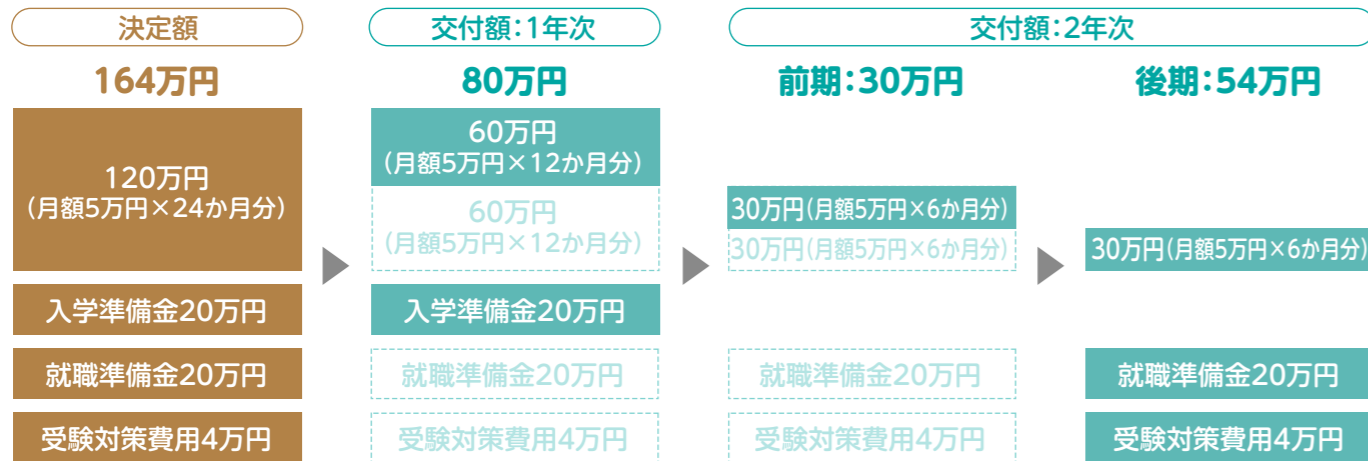 決定額
164万円
120万円
(月額5万円×24か月分)
入学準備金20万円
就職準備金20万円
受験対策費用4万円
交付額:1年次
80万円
60万円
(月額5万円×12か月分)
60万円
(月額5万円×12か月分)
入学準備金20万円
就職準備金20万円
受験対策費用4万円
交付額:2年次
前期:30万円
30万円(月額5万円×6か月分)
30万円(月額5万円×6か月分)
就職準備金20万円
受験対策費用4万円
後期:54万円
30万円(月額5万円×6か月分)
就職準備金20万円
受験対策費用4万円